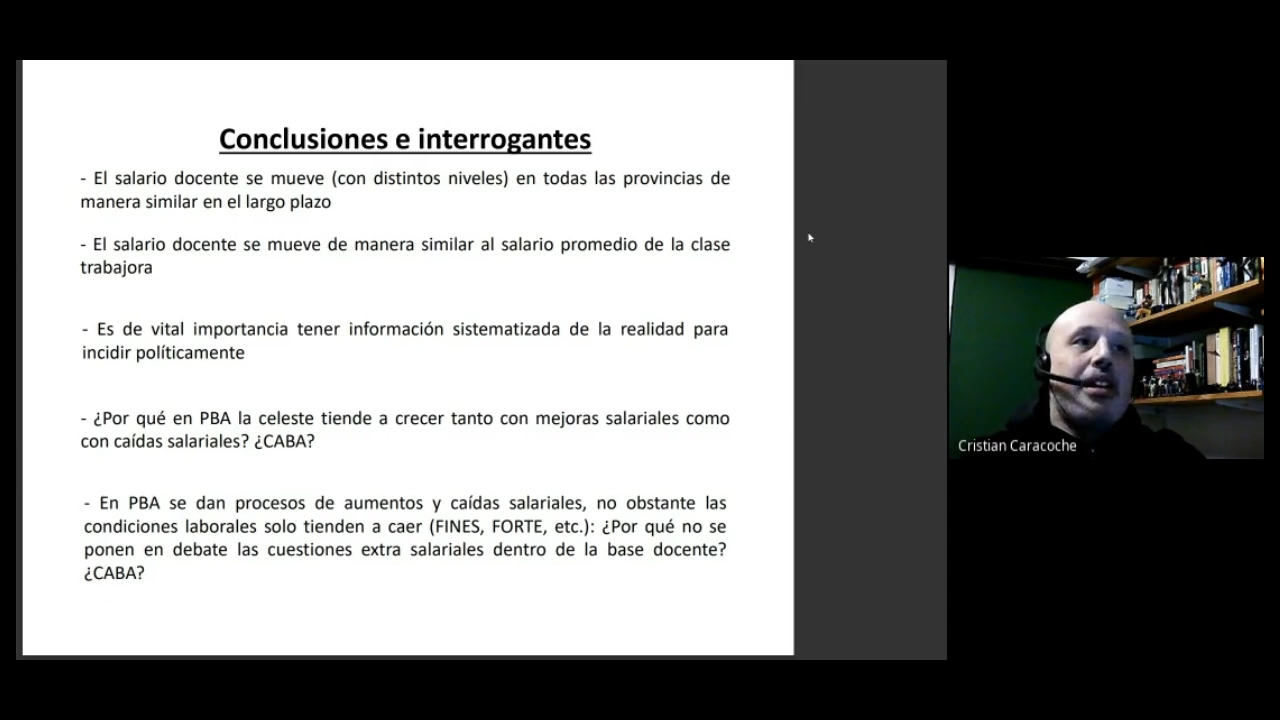 Conclusiones e interrogantes
- El salario docente se mueve (con distintos niveles) en todas las provincias de
manera similar en el largo plazo
- El salario docente se mueve de manera similar al salario promedio de la clase
trabajora
- Es de vital importancia tener información sistematizada de la realidad para
incidir políticamente
- ¿Por qué en PBA la celeste tiende a crecer tanto con mejoras salariales como
con caídas salariales? ¿CABA?
- En PBA se dan procesos de aumentos y caídas salariales, no obstante las
condiciones laborales solo tienden a caer (FINES, FORTE, etc.): ¿Por qué no se
ponen en debate las cuestiones extra salariales dentro de la base docente?
¿CABA?
Cristian Caracoche